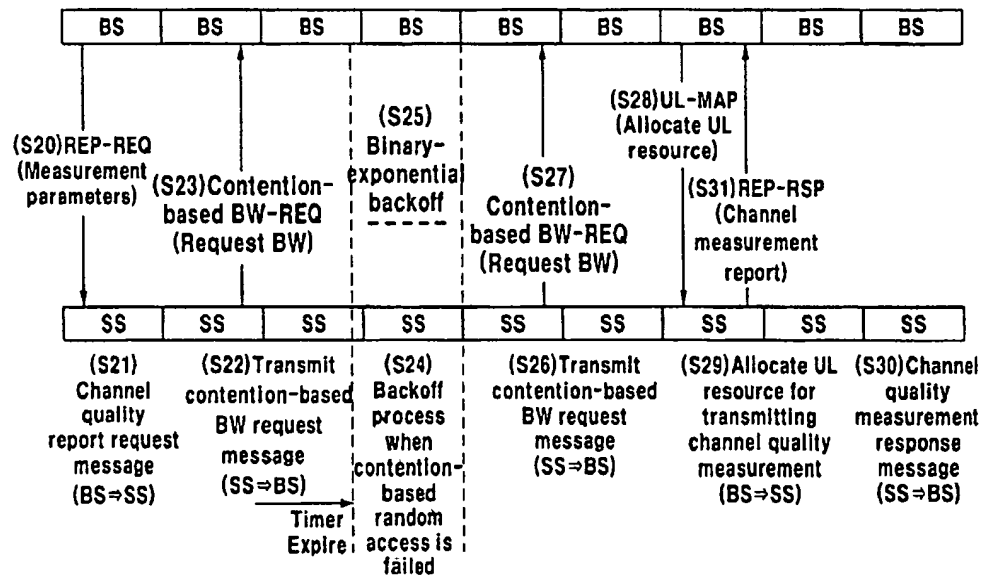 BS BS BS BS BS BS BS BS BS
(S20)REP-REQ
(Measurement
parameters)
(S23)Contention-
based BW-REQ
(Request BW)
(S25)
Binary-
exponential
backoff
(S27)
Contention-
based BW-REQ
(Request BW)
(S28)UL-MAP
(Allocate UL
resource)
(S31)REP-RSP
(Channel
measurement
report)
SS SS SS SS SS SS SS SS SS
(S21)
Channel
quality
report request
message
(BS⇒SS)
(S22)Transmit
contention-based
BW request
message
(SS⇒BS)
Timer
Expire
(S24)
Backoff
process
when
contention-
based
random
access is
failed
(S26)Transmit
contention-based
BW request
message
(SS⇒BS)
(S29)Allocate UL
resource for
transmitting
channel quality
measurement
(BS⇒SS)
(S30)Channel
quality
measurement
response
message
(SS⇒BS)